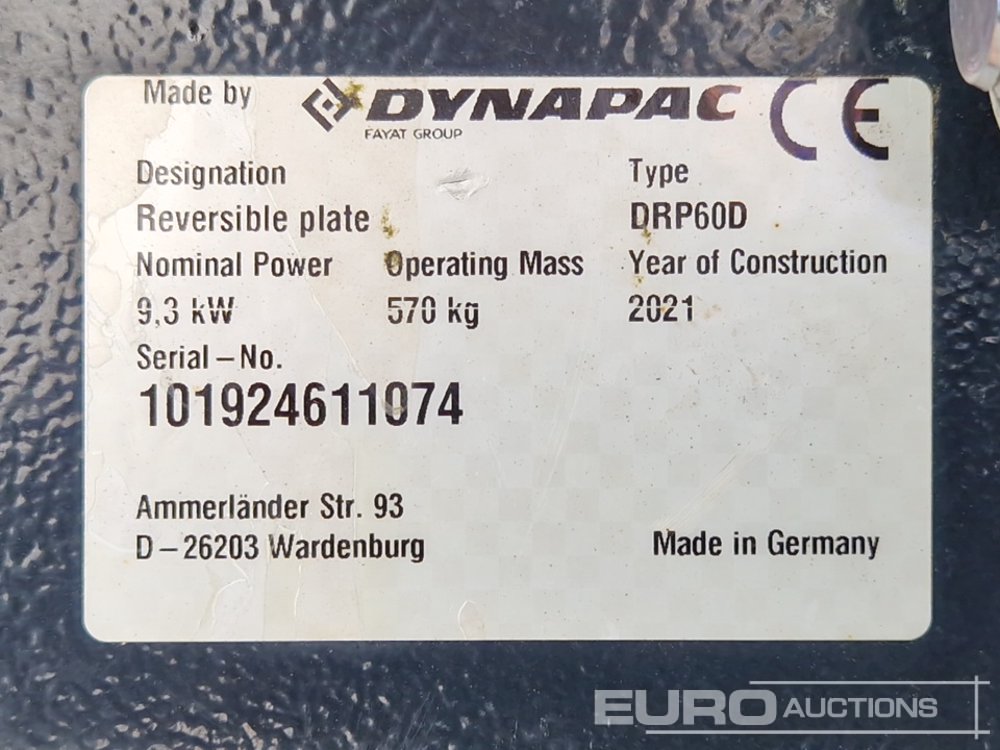 Made by DYNAPAC CE
FAYAT GROUP
Designation Type
Reversible plate DRP60D
Nominal Power Operating Mass Year of Construction
9,3 kW 570 kg 2021
Serial – No.
101924611074
Ammerländer Str. 93
D – 26203 Wardenburg Made in Germany
EURO AUCTIONS